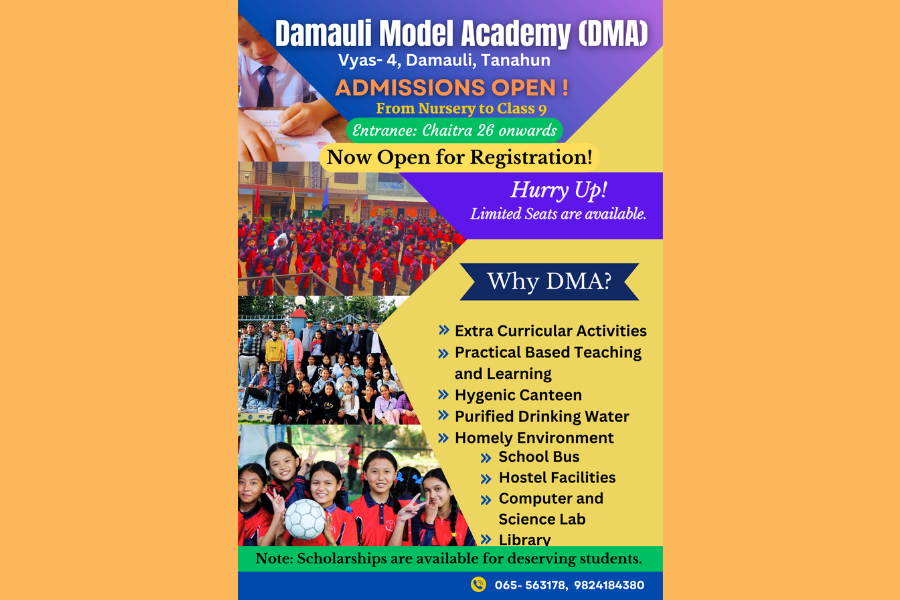 Damauli Model Academy (DMA)
Vyas- 4, Damauli, Tanahun
ADMISSIONS OPEN !
From Nursery to Class 9
Entrance: Chaitra 26 onwards
Now Open for Registration!
Hurry Up!
Limited Seats are available.
Why DMA?
Extra Curricular Activities
Practical Based Teaching
and Learning
Hygenic Canteen
Purified Drinking Water
Homely Environment
School Bus
Hostel Facilities
Computer and
Science Lab
Library
Note: Scholarships are available for deserving students.
065- 563178, 9824184380